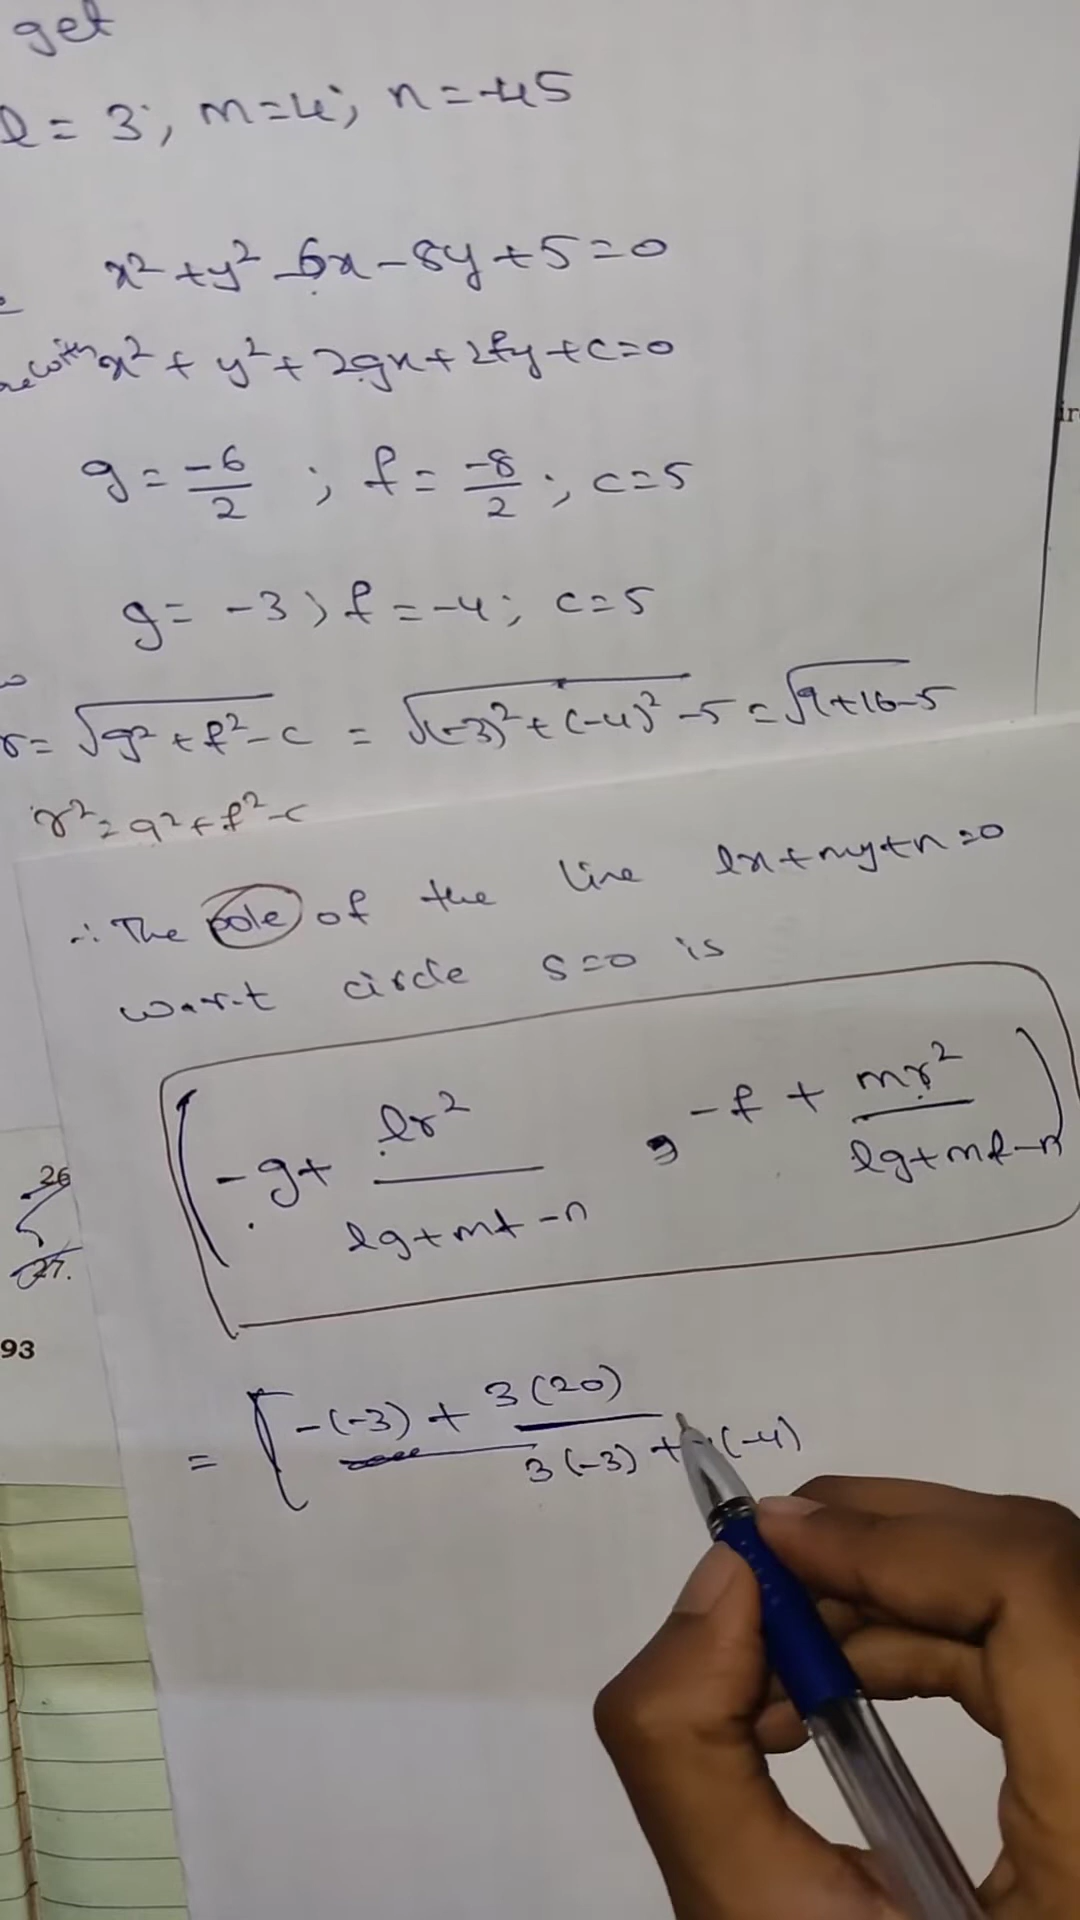 get
l = 3; m=4; n=-45
x² + y² - 6x - 8y + 5 = 0
with x² + y² + 2gx + 2fy + c = 0
g = -6/2 ; f = -8/2 ; c = 5
g = -3 ; f = -4 ; c = 5
r = √g² + f² - c = √(-3)² + (-4)² - 5 = √9+16-5
r² = g² + f² - c
∴ The pole of the line lx+my+n=0
w.r.t circle S=0 is
(-g + lr²/lg+mf-n , -f + mr²/lg+mf-n)
= [-(-3) + 3(20)/3(-3) + (-4)
26
27.
93